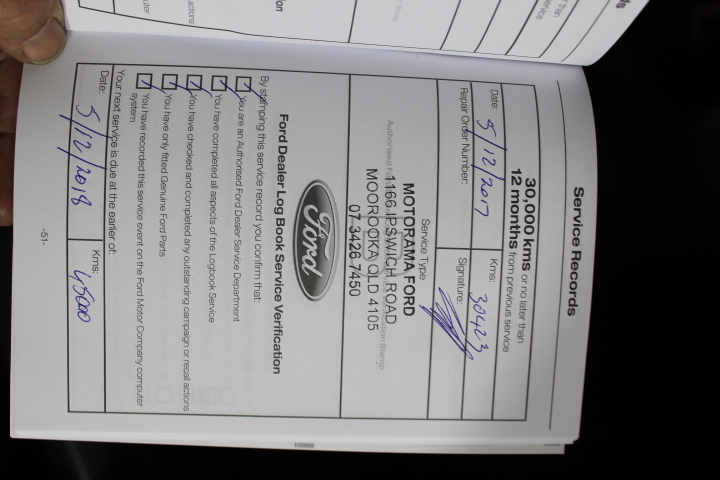 Service Records
30,000 kms or no later than
12 months from previous service
Date: 5/12/2017 Kms: 30423
Repair Order Number: Signature:
Service Type
MOTORAMA FORD
1166 IPSWICH ROAD
MOOROOKA QLD 4105
07 3426 7450
Ford
Ford Dealer Log Book Service Verification
By stamping this service record you confirm that:
You are an Authorised Ford Dealer Service Department
You have completed all aspects of the Logbook Service
You have checked and completed any outstanding campaign or recall actions
You have only fitted Genuine Ford Parts
You have recorded this service event on the Ford Motor Company computer
system
Your next service is due at the earlier of:
Date: 5/12/2018 Kms: 45000
-51-